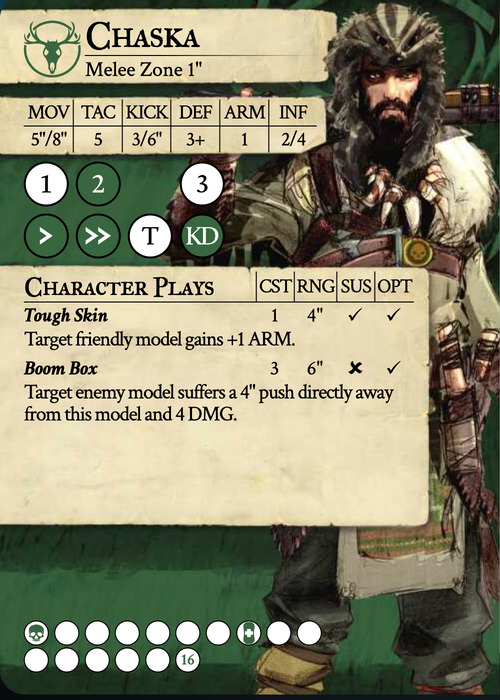 CHASKA
Melee Zone 1"
MOV TAC KICK DEF ARM INF
5"/8" 5 3/6" 3+ 1 2/4
1 2 3
> >> T KD
CHARACTER PLAYS CST RNG SUS OPT
Tough Skin 1 4" ✓ ✓
Target friendly model gains +1 ARM.
Boom Box 3 6" ✘ ✓
Target enemy model suffers a 4" push directly away
from this model and 4 DMG.
16